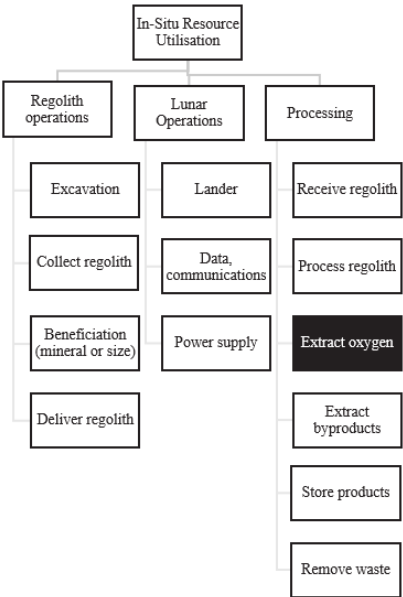 In-Situ Resource
Utilisation
Regolith
operations
Lunar
Operations
Processing
Excavation
Collect regolith
Beneficiation
(mineral or size)
Deliver regolith
Lander
Data,
communications
Power supply
Receive regolith
Process regolith
Extract oxygen
Extract
byproducts
Store products
Remove waste